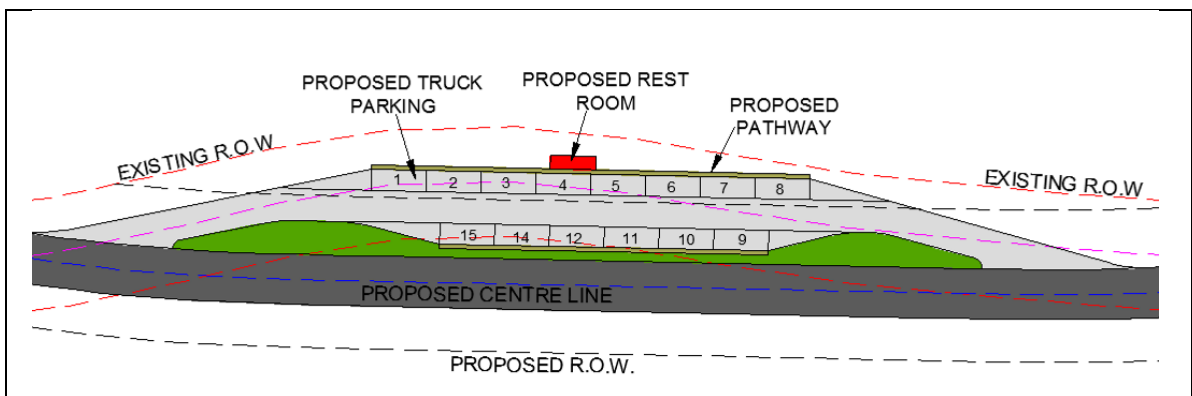 PROPOSED TRUCK
PARKING
PROPOSED REST
ROOM
PROPOSED
PATHWAY
EXISTING R.O.W
EXISTING R.O.W
1 2 3 4 5 6 7 8
15 14 12 11 10 9
PROPOSED CENTRE LINE
PROPOSED R.O.W.